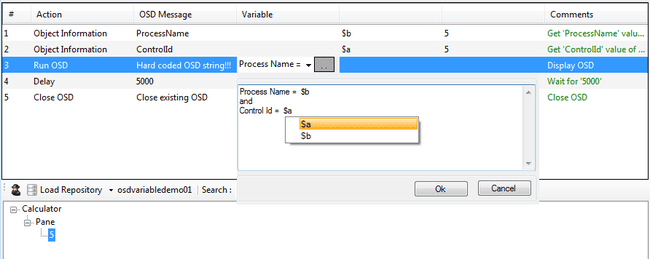 # Action OSD Message Variable Comments
1 Object Information ProcessName $b 5 Get 'ProcessName' valu...
2 Object Information ControlId $a 5 Get 'ControlId' value of ...
3 Run OSD Hard coded OSD string!!! Process Name = .. Display OSD
4 Delay 5000 Wait for '5000'
5 Close OSD Close existing OSD Close OSD
Process Name = $b
and
Control Id = $a
$a
$b
Ok Cancel
Load Repository osdvariabledemo01 Search :
Calculator
Pane
5